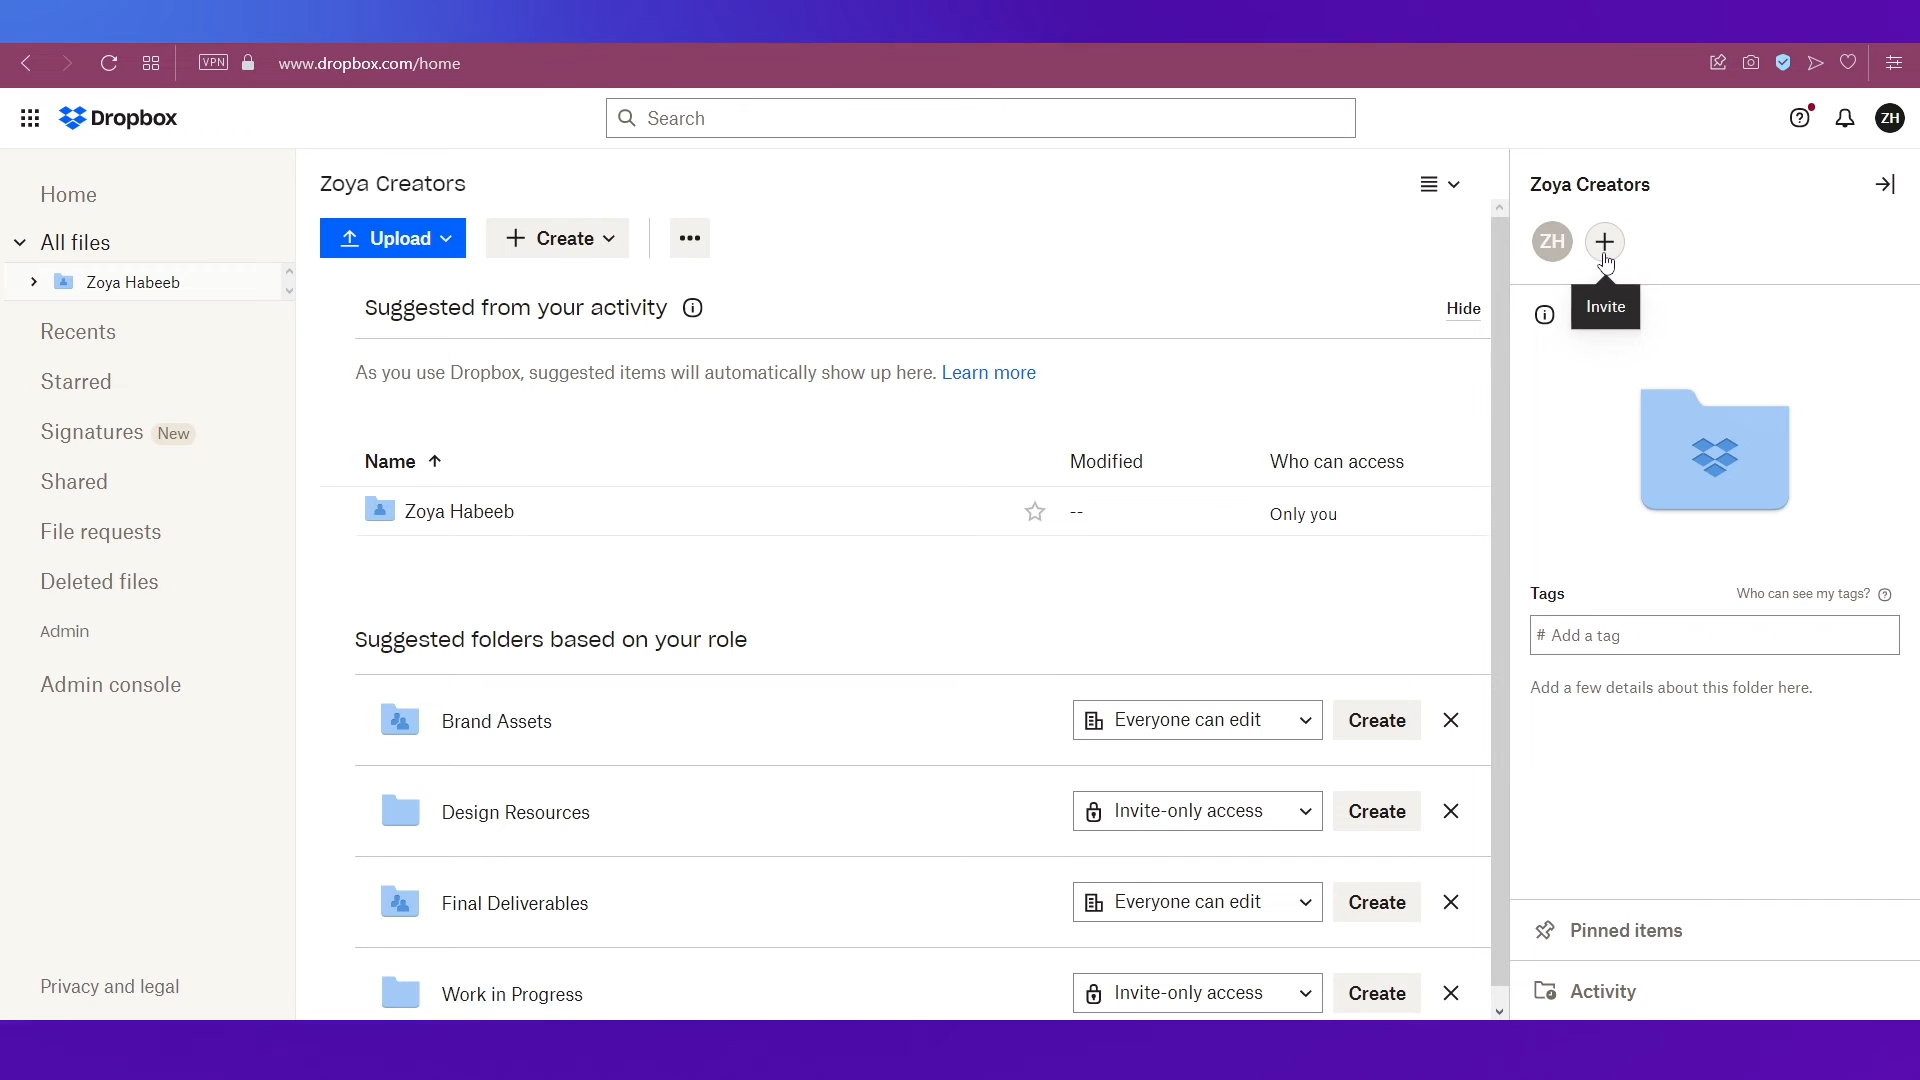 VPN
www.dropbox.com/home
Dropbox
Search
ZH
Home
All files
Zoya Habeeb
Recents
Starred
Signatures New
Shared
File requests
Deleted files
Admin
Admin console
Privacy and legal
Zoya Creators
Upload
Create
Suggested from your activity
Hide
As you use Dropbox, suggested items will automatically show up here. Learn more
Name Modified Who can access
Zoya Habeeb -- Only you
Suggested folders based on your role
Brand Assets Everyone can edit Create
Design Resources Invite-only access Create
Final Deliverables Everyone can edit Create
Work in Progress Invite-only access Create
Zoya Creators
ZH
Invite
Tags Who can see my tags?
# Add a tag
Add a few details about this folder here.
Pinned items
Activity